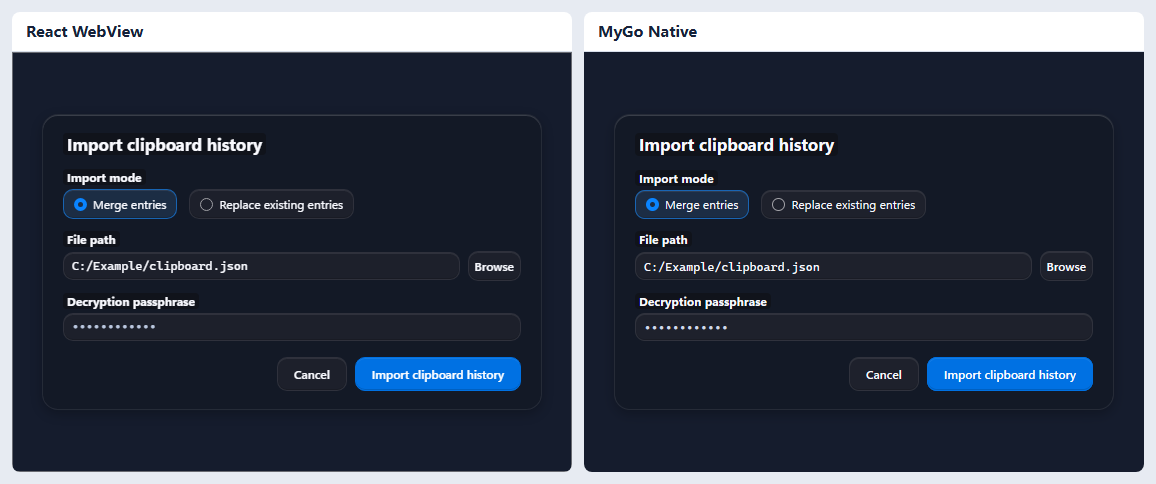 React WebView
Import clipboard history
Import mode
Merge entries Replace existing entries
File path
C:/Example/clipboard.json Browse
Decryption passphrase
••••••••••••
Cancel Import clipboard history
MyGo Native
Import clipboard history
Import mode
Merge entries Replace existing entries
File path
C:/Example/clipboard.json Browse
Decryption passphrase
••••••••••••
Cancel Import clipboard history